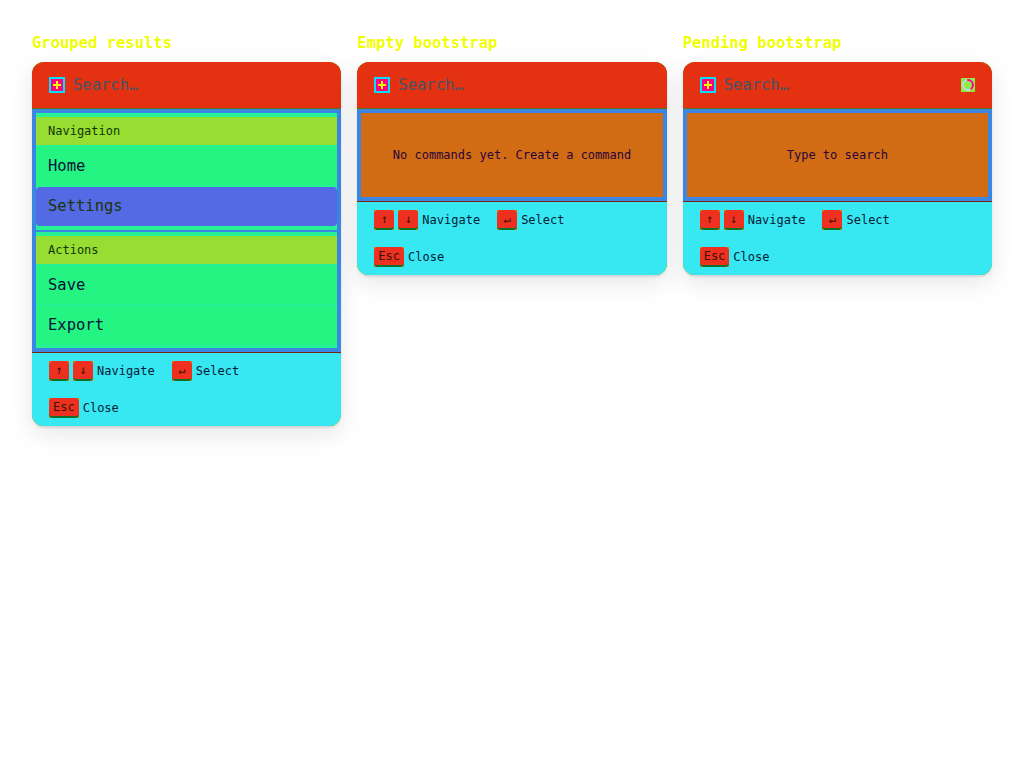 Grouped results
Search…
Navigation
Home
Settings
Actions
Save
Export
↑ ↓ Navigate ↵ Select
Esc Close
Empty bootstrap
Search…
No commands yet. Create a command
↑ ↓ Navigate ↵ Select
Esc Close
Pending bootstrap
Search…
Type to search
↑ ↓ Navigate ↵ Select
Esc Close